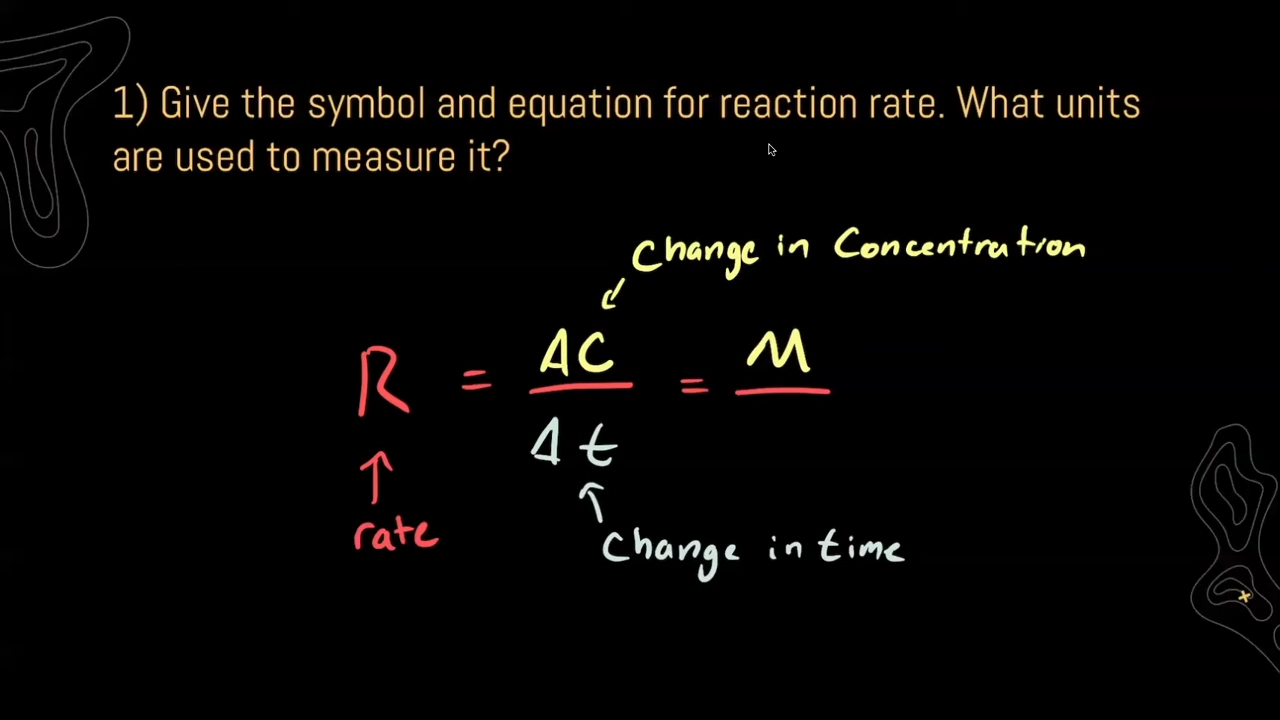 1) Give the symbol and equation for reaction rate. What units
are used to measure it?
Change in Concentration
R = ΔC = M
Δt
rate
Change in time